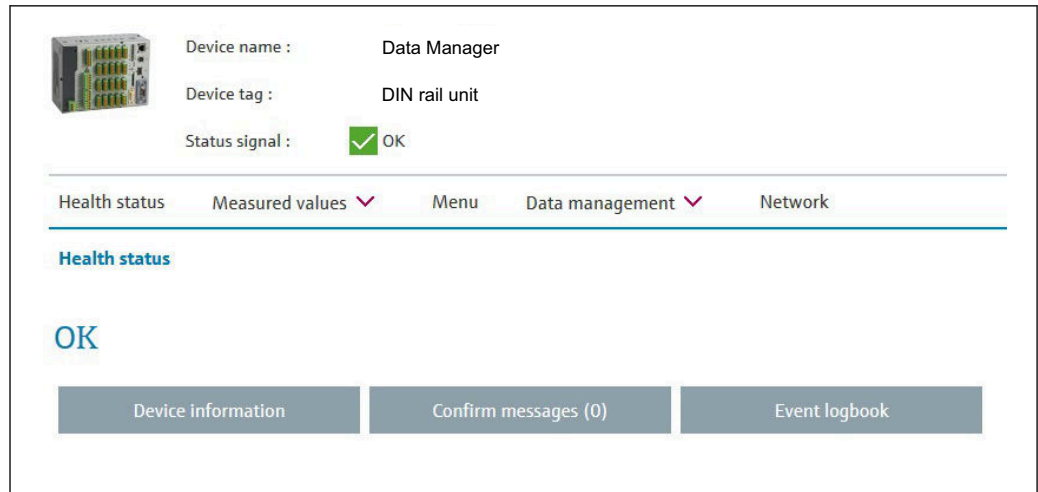 Device name : Data Manager
Device tag : DIN rail unit
Status signal : OK
Health status Measured values Menu Data management Network
Health status
OK
Device information Confirm messages (0) Event logbook